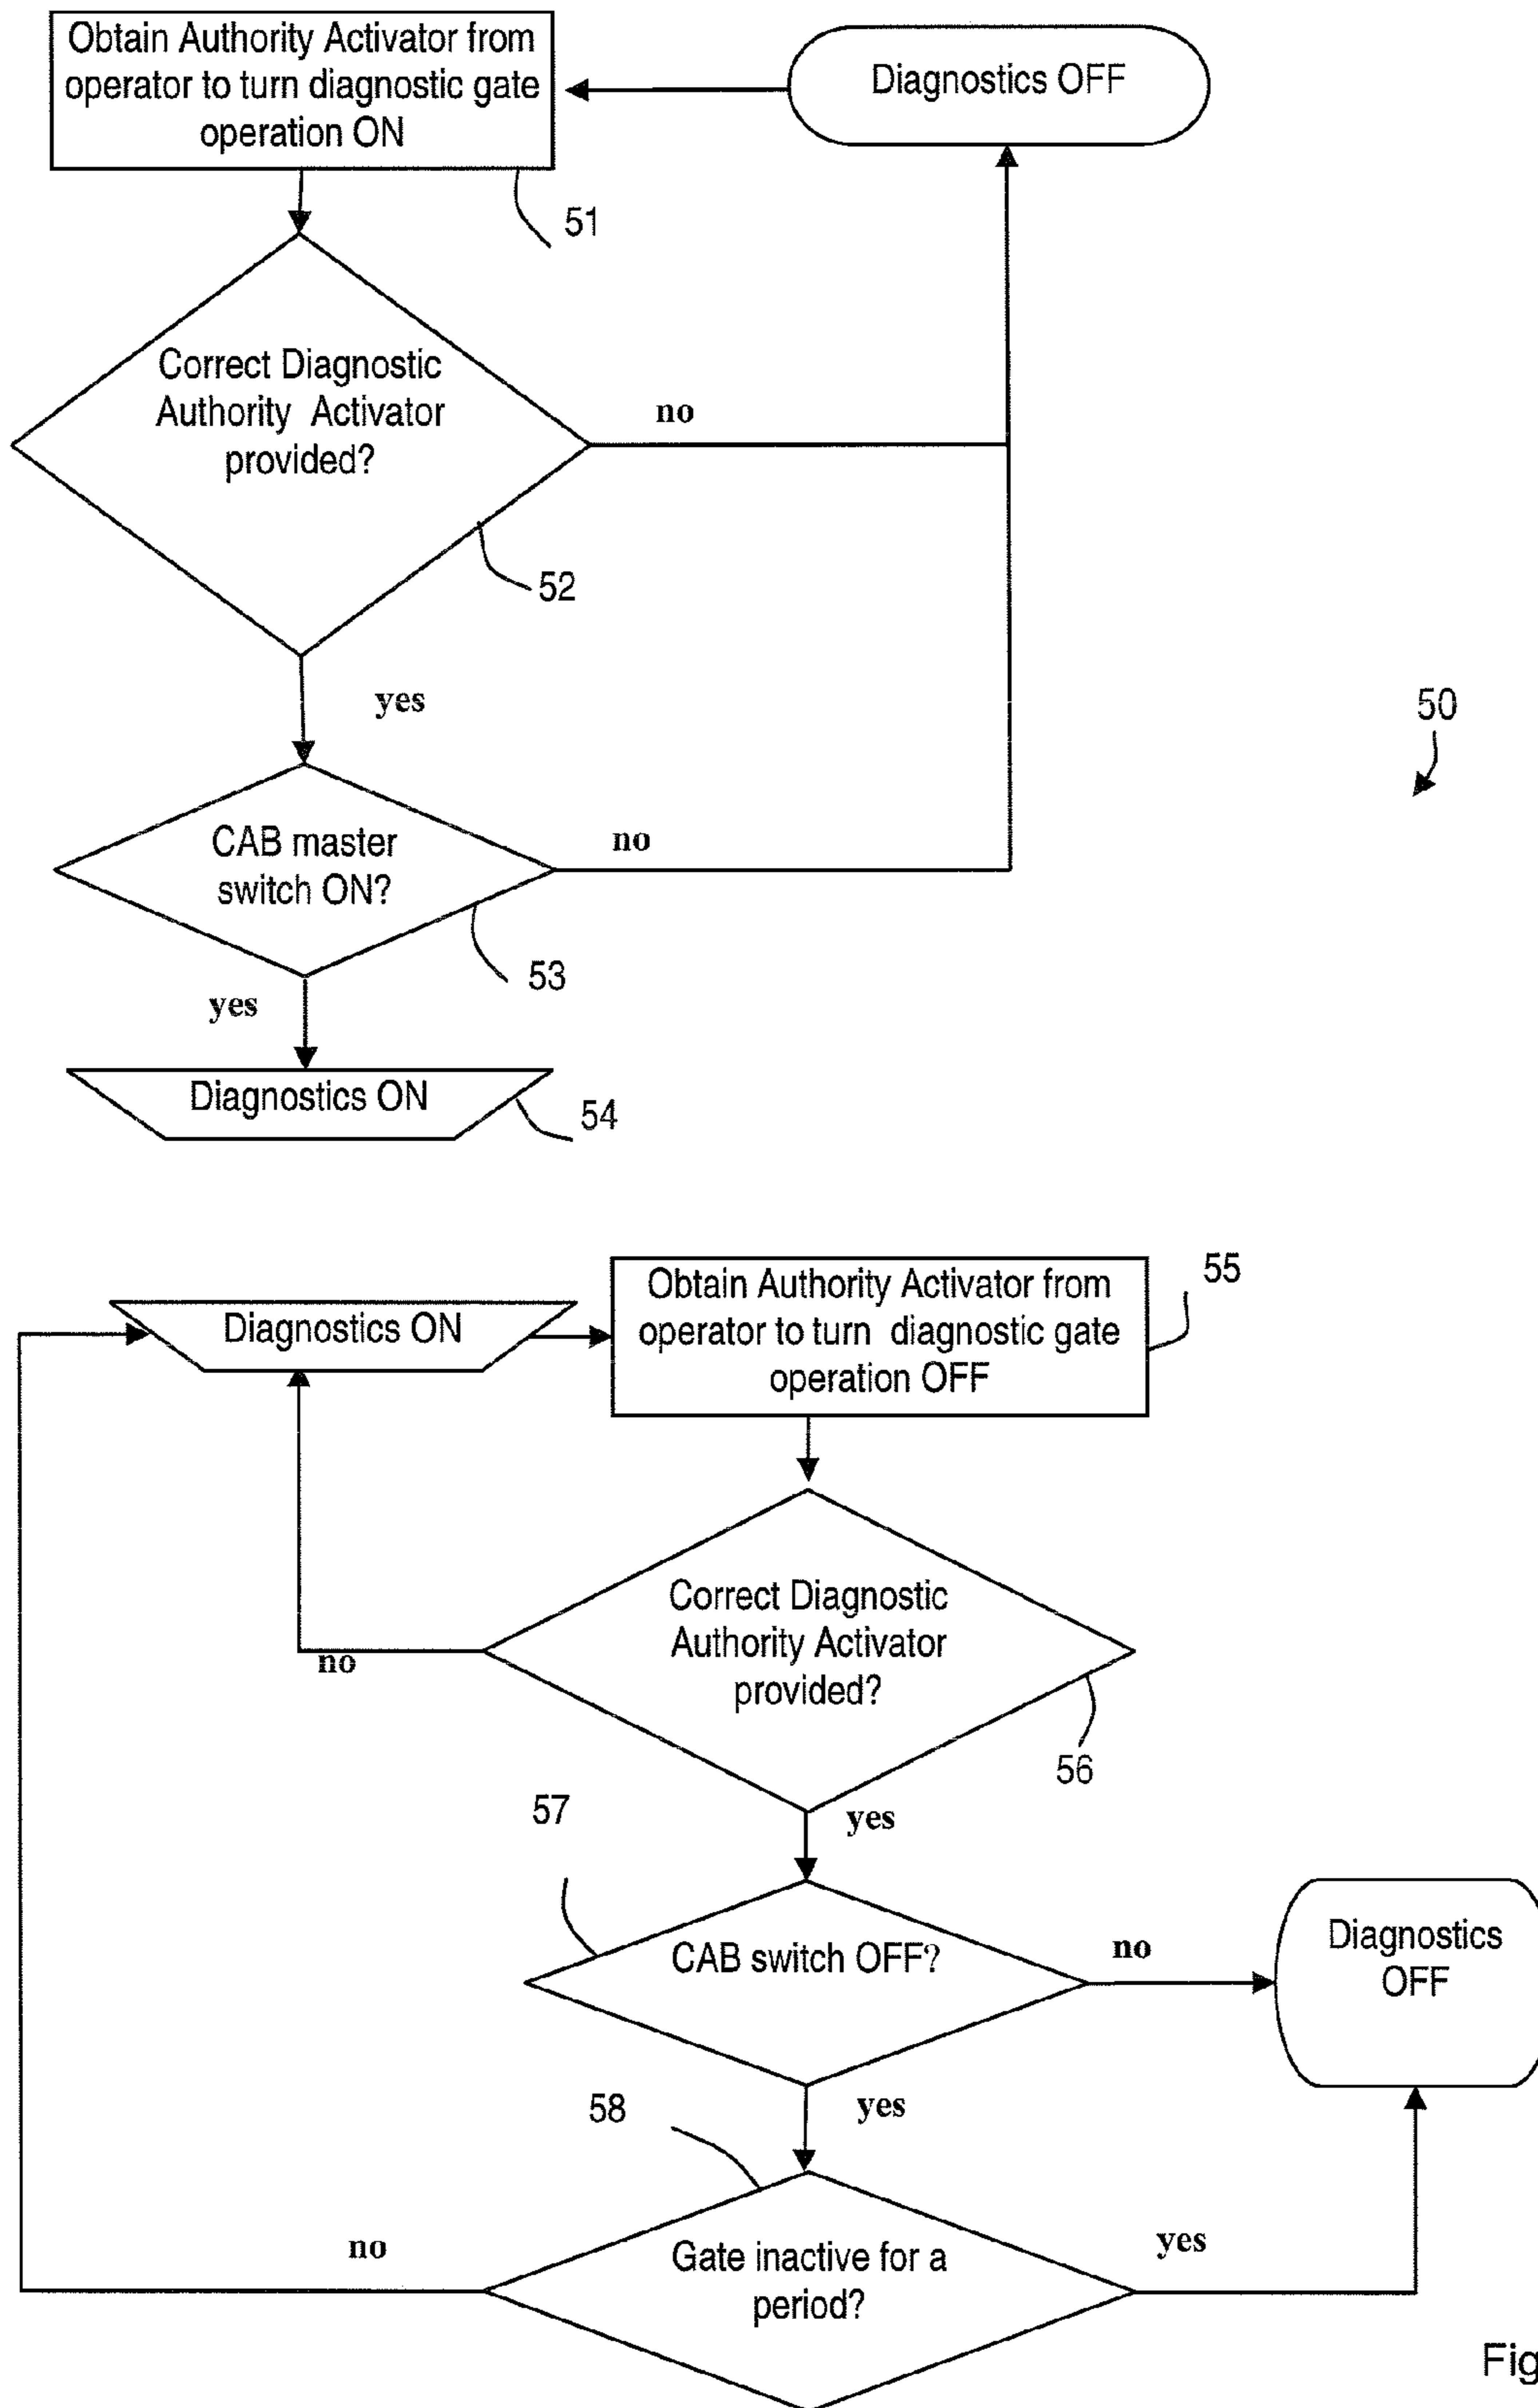 Obtain Authority Activator from
operator to turn diagnostic gate
operation ON
Diagnostics OFF
51
Correct Diagnostic
Authority Activator
provided?
no
52
yes
50
CAB master
switch ON?
no
53
yes
Diagnostics ON
54
55
Diagnostics ON
Obtain Authority Activator from
operator to turn diagnostic gate
operation OFF
Correct Diagnostic
Authority Activator
provided?
no
56
57
yes
CAB switch OFF?
no
Diagnostics
OFF
58
yes
no
Gate inactive for a
period?
yes
Fig